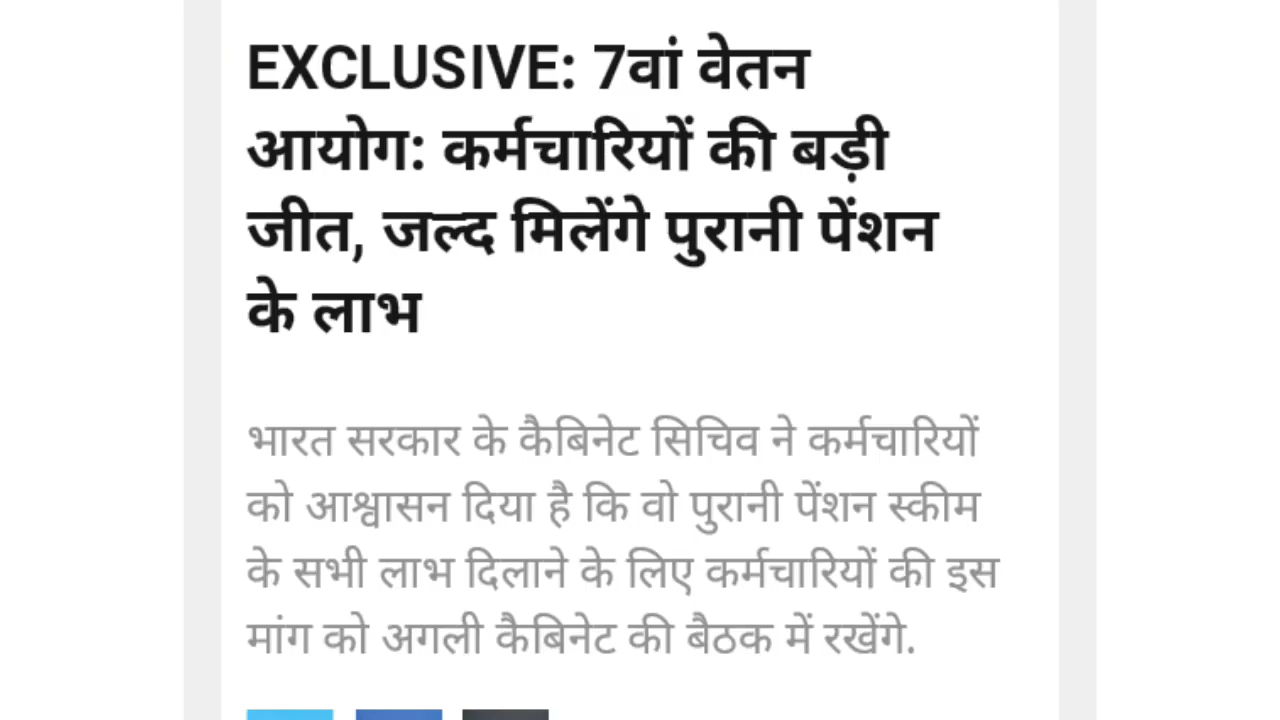 EXCLUSIVE: 7वां वेतन
आयोग: कर्मचारियों की बड़ी
जीत, जल्द मिलेंगे पुरानी पेंशन
के लाभ
भारत सरकार के कैबिनेट सिचिव ने कर्मचारियों
को आश्वासन दिया है कि वो पुरानी पेंशन स्कीम
के सभी लाभ दिलाने के लिए कर्मचारियों की इस
मांग को अगली कैबिनेट की बैठक में रखेंगे.